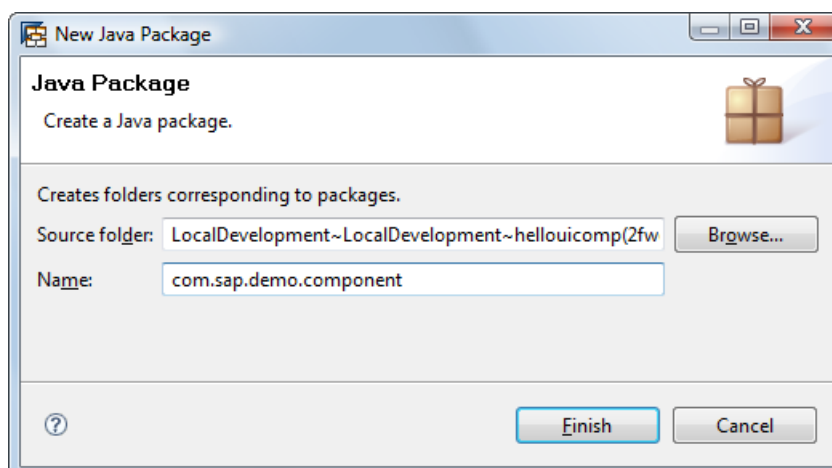 New Java Package
Java Package
Create a Java package.
Creates folders corresponding to packages.
Source folder: LocalDevelopment~LocalDevelopment~hellouicomp(2fw Browse...
Name: com.sap.demo.component
? Finish Cancel